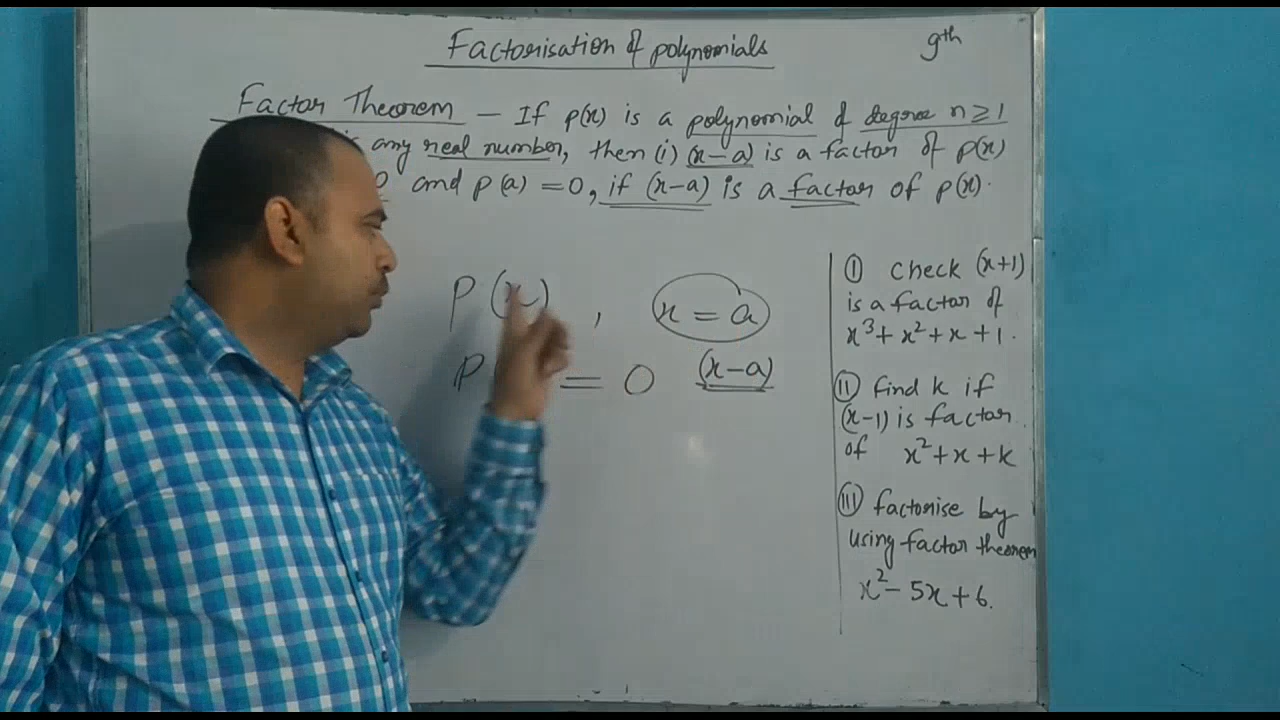 Factorisation of polynomials
9th
Factor Theorem – If p(x) is a polynomial of degree n ≥ 1
is any real number, then (i) (x-a) is a factor of p(x)
and p(a) = 0, if (x-a) is a factor of p(x).
P(x) , x = a
P = 0 (x-a)
(I) Check (x+1)
is a factor of
x³ + x² + x + 1.
(II) find k if
(x-1) is factor
of x² + x + k
(III) factorise by
using factor theorem
x² - 5x + 6.